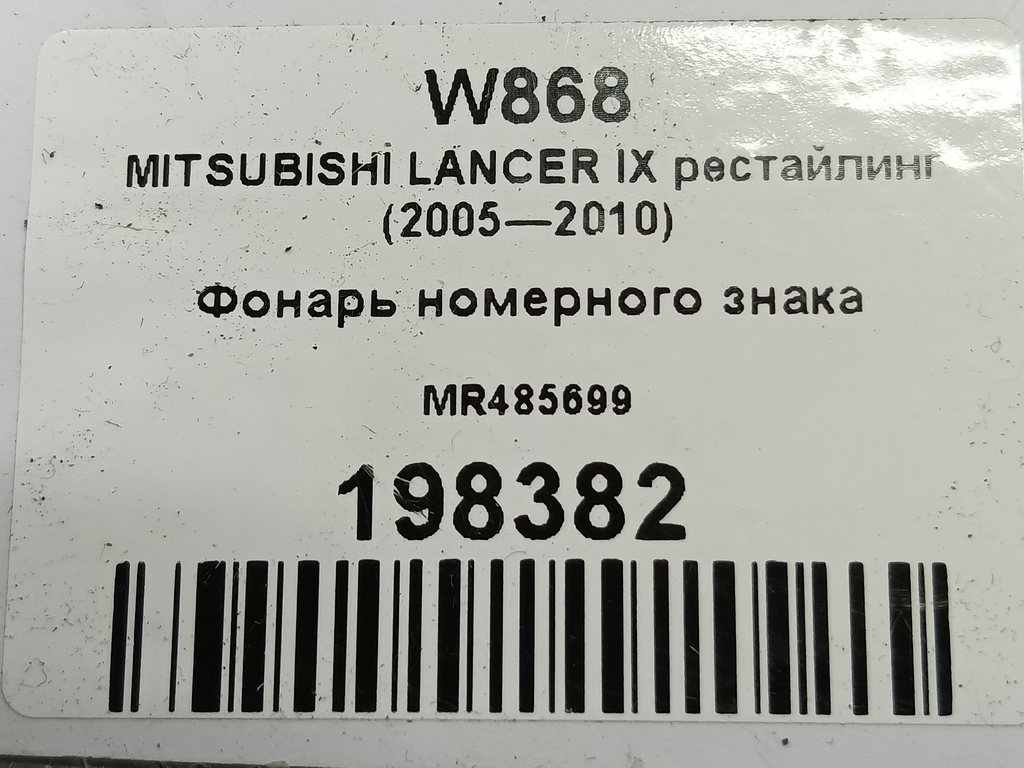 W868
MITSUBISHI LANCER IX рестайлинг
(2005—2010)
Фонарь номерного знака
MR485699
198382